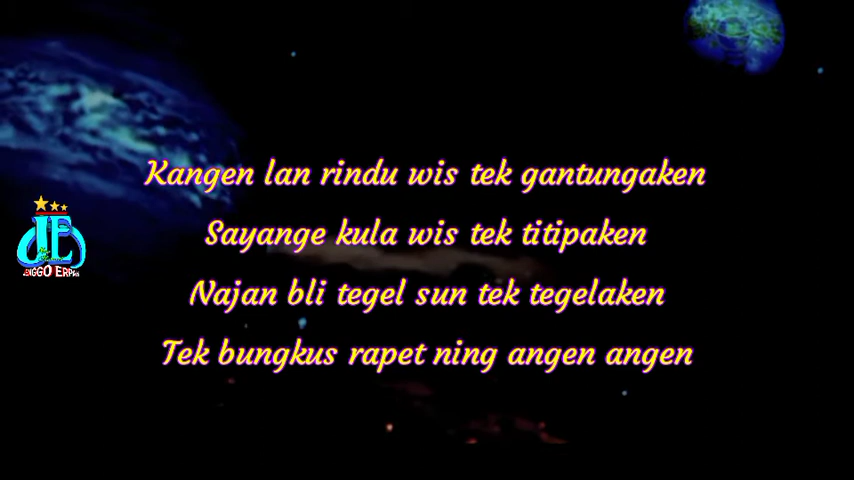 Kangen lan rindu wis tek gantungaken
Sayange kula wis tek titipaken
Najan bli tegel sun tek tegelaken
Tek bungkus rapet ning angen angen